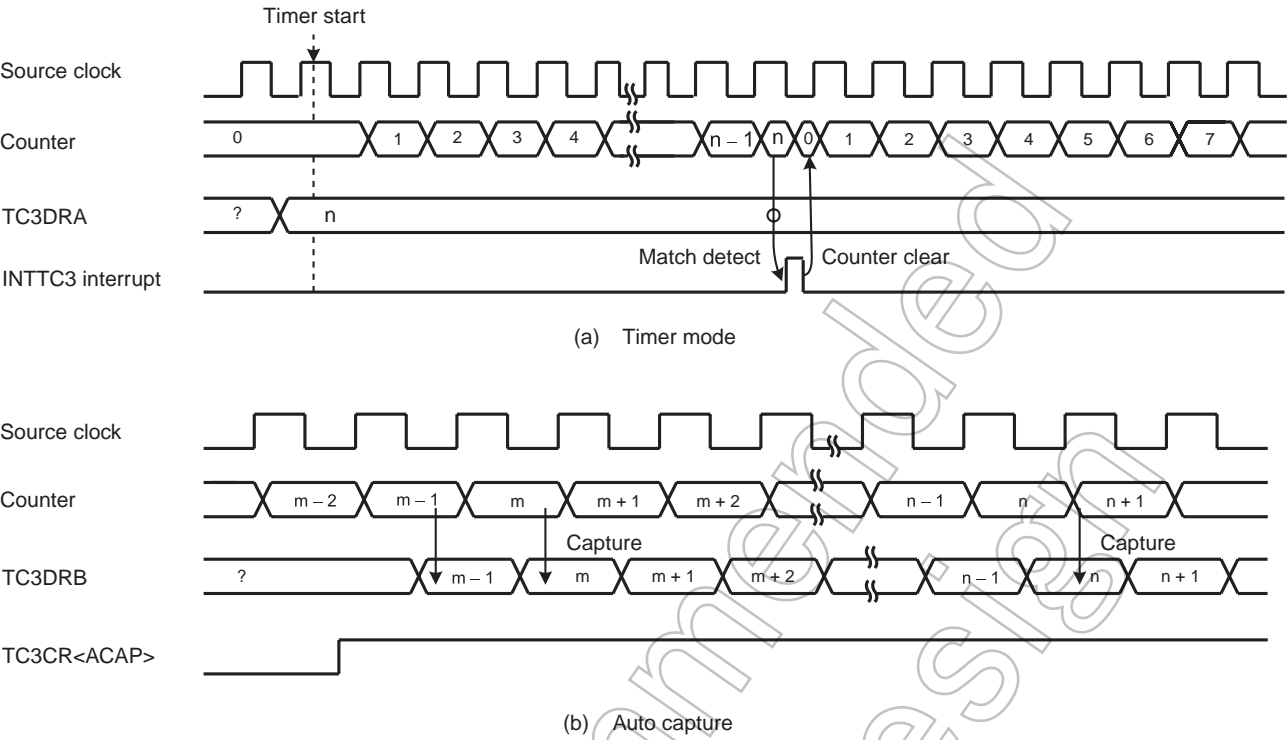 Timer start
Source clock
Counter 0 1 2 3 4 n – 1 n 0 1 2 3 4 5 6 7
TC3DRA ? n
Match detect Counter clear
INTTC3 interrupt
(a) Timer mode
Source clock
Counter m – 2 m – 1 m m + 1 m + 2 n – 1 n n + 1
Capture Capture
TC3DRB ? m – 1 m m + 1 m + 2 n – 1 n n + 1
TC3CR<ACAP>
(b) Auto capture